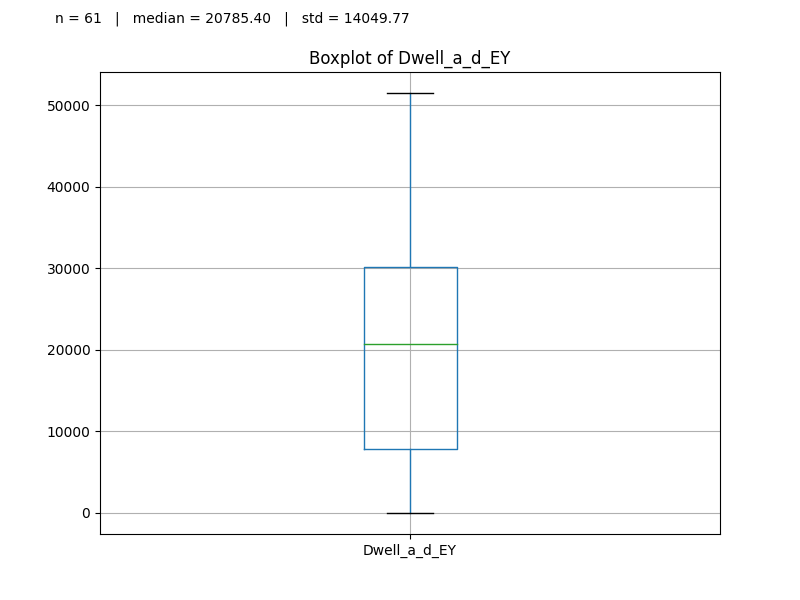 n = 61   |   median = 20785.40   |   std = 14049.77
Boxplot of Dwell_a_d_EY
50000
40000
30000
20000
10000
0
Dwell_a_d_EY